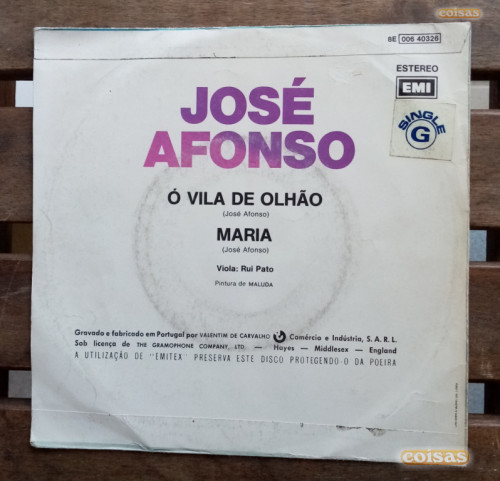 coisas
8E 006 40326
ESTEREO
EMI
SINGLE
G
JOSÉ
AFONSO
Ó VILA DE OLHÃO
(José Afonso)
MARIA
(José Afonso)
Viola: Rui Pato
Pintura de MALUDA
Gravado e fabricado em Portugal por VALENTIM DE CARVALHO Comércio e Indústria, S. A. R. L.
Sob licença de THE GRAMOPHONE COMPANY, LTD. — Hayes — Middlesex — England
A UTILIZAÇÃO DE "EMITEX" PRESERVA ESTE DISCO PROTEGENDO-O DA POEIRA
coisas